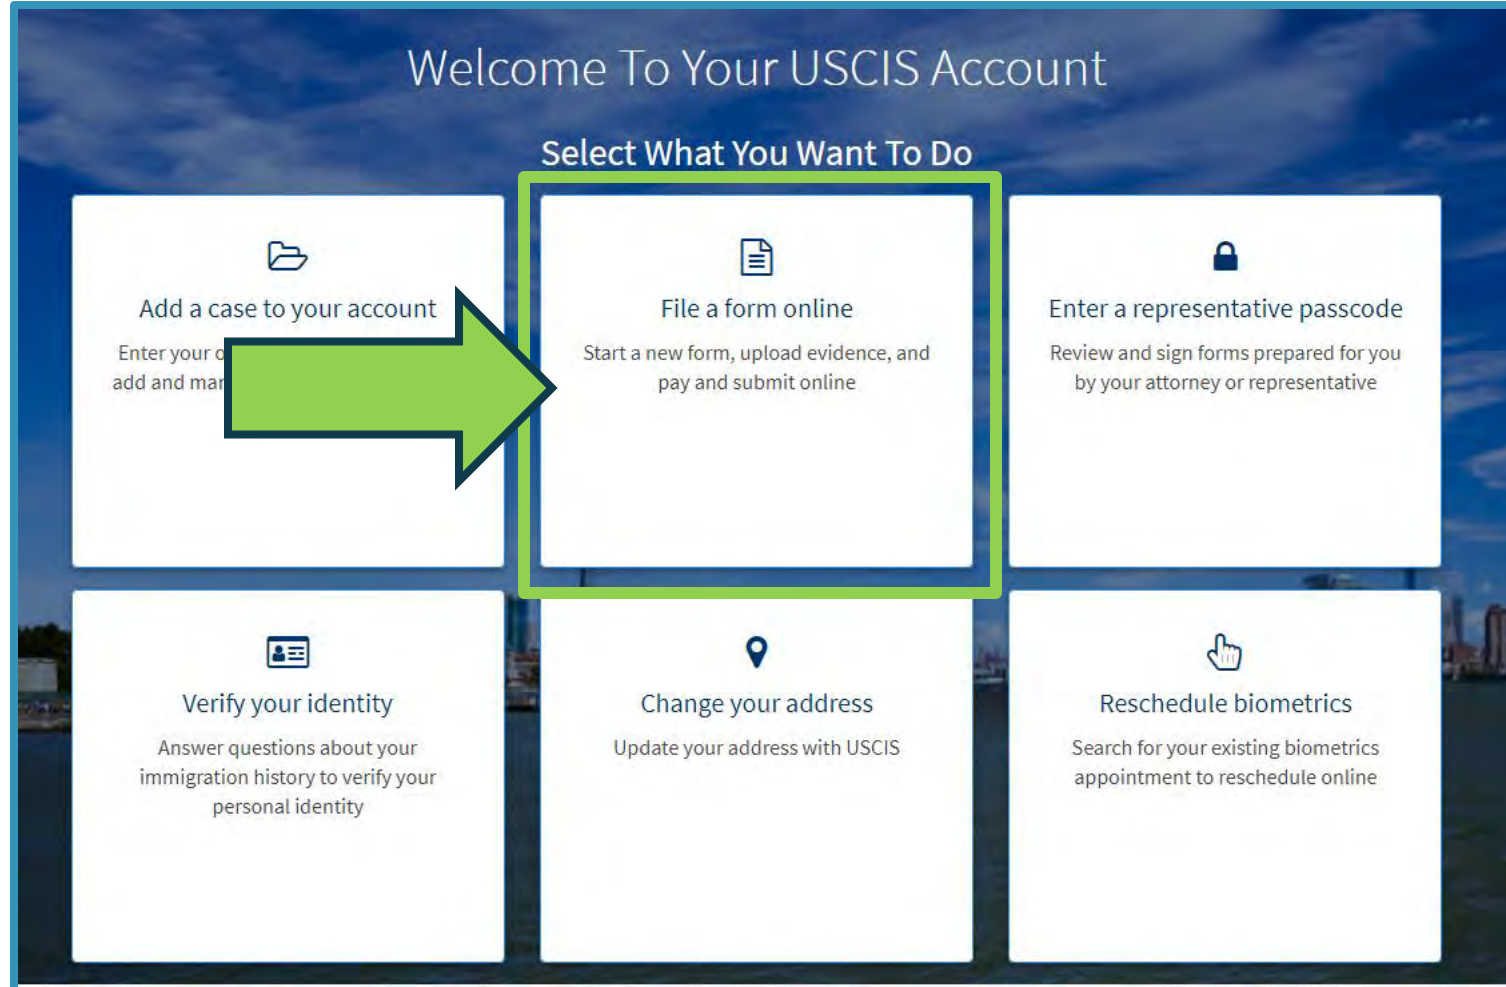 Welcome To Your USCIS Account
Select What You Want To Do
Add a case to your account
Enter your
add and
File a form online
Start a new form, upload evidence, and
pay and submit online
Enter a representative passcode
Review and sign forms prepared for you
by your attorney or representative
Verify your identity
Answer questions about your
immigration history to verify your
personal identity
Change your address
Update your address with USCIS
Reschedule biometrics
Search for your existing biometrics
appointment to reschedule online